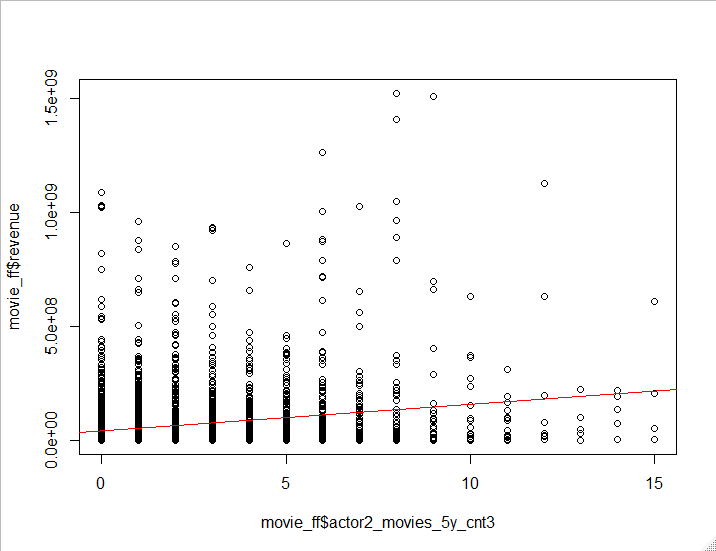 1.5e+09
1.0e+09
5.0e+08
0.0e+00
movie_ff$revenue
0 5 10 15
movie_ff$actor2_movies_5y_cnt3